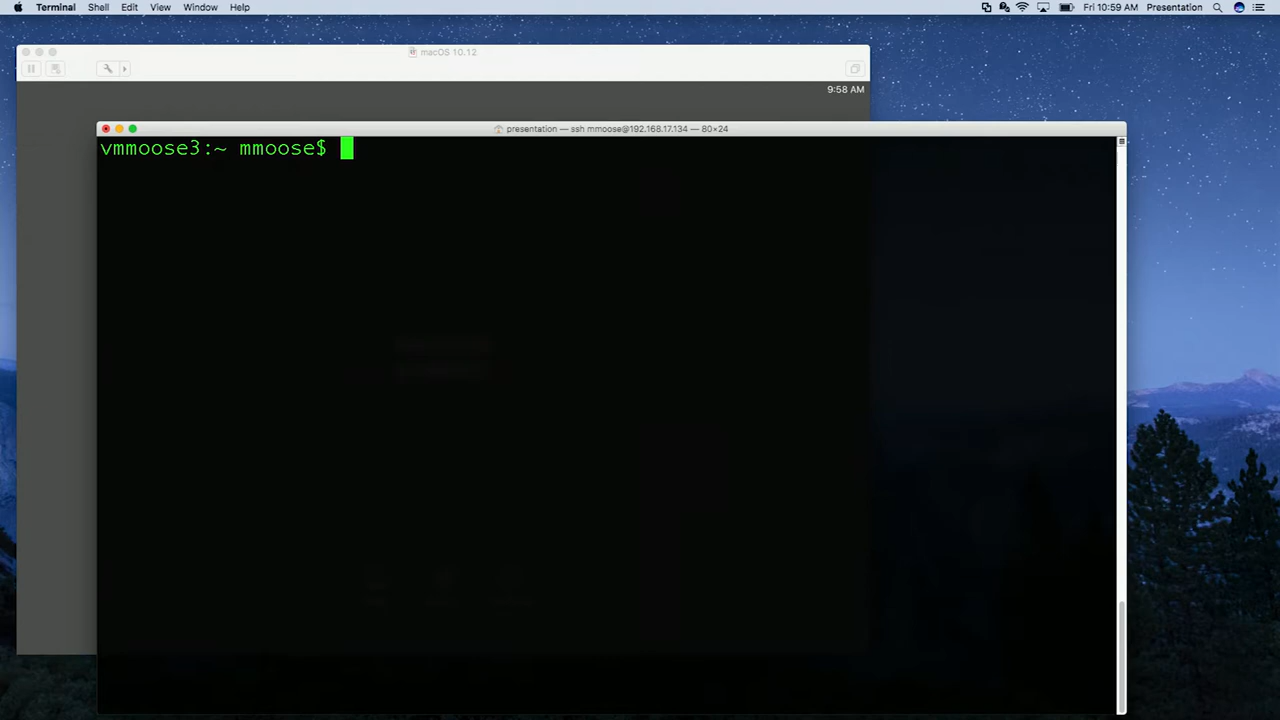 Terminal Shell Edit View Window Help Fri 10:59 AM Presentation
macOS 10.12
9:58 AM
presentation — ssh mmoose@192.168.17.134 — 80×24
vmmoose3:~ mmoose$